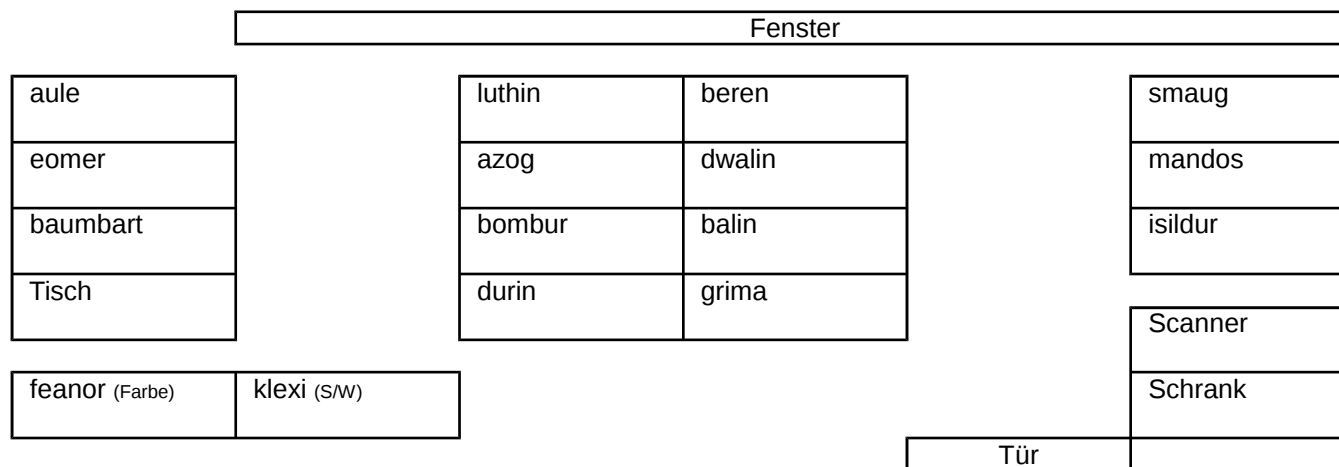 Fenster
aule luthin beren smaug
eomer azog dwalin mandos
baumbart bombur balin isildur
Tisch durin grima
Scanner
feanor (Farbe) klexi (S/W) Schrank
Tür